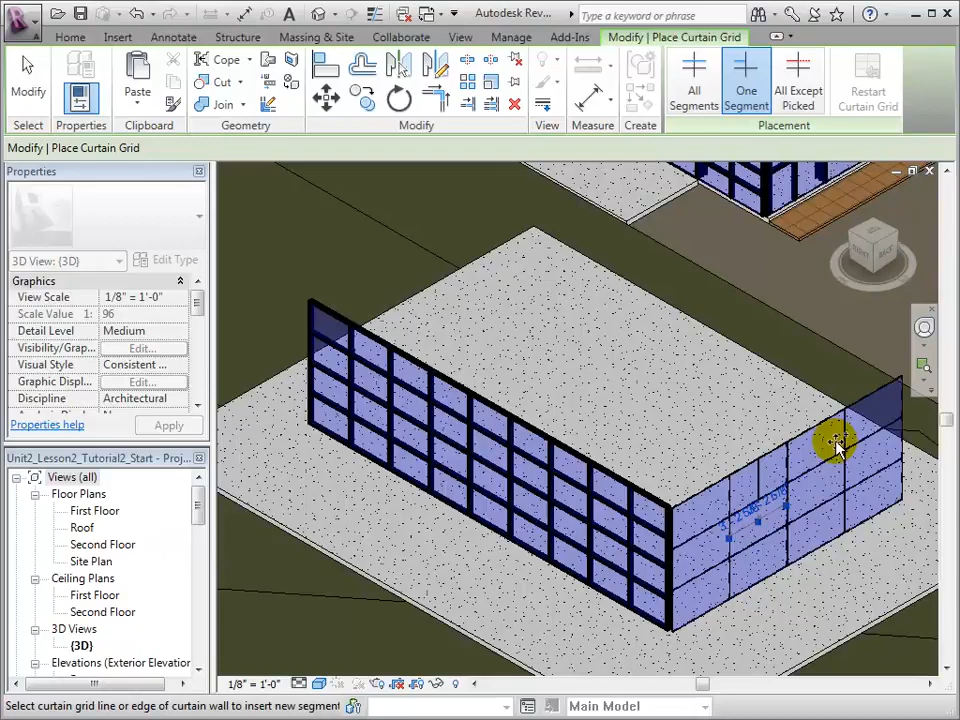 Autodesk Rev...
Type a keyword or phrase
Home Insert Annotate Structure Massing & Site Collaborate View Manage Add-Ins Modify | Place Curtain Grid
Modify
Paste
Cope
Cut
Join
All Segments
One Segment
All Except Picked
Restart Curtain Grid
Select Properties Clipboard Geometry Modify View Measure Create Placement
Modify | Place Curtain Grid
Properties
3D View: {3D}
Edit Type
Graphics
View Scale 1/8" = 1'-0"
Scale Value 1: 96
Detail Level Medium
Visibility/Grap... Edit...
Visual Style Consistent ...
Graphic Displ... Edit...
Discipline Architectural
Properties help
Apply
Unit2_Lesson2_Tutorial2_Start - Proj...
Views (all)
Floor Plans
First Floor
Roof
Second Floor
Site Plan
Ceiling Plans
First Floor
Second Floor
3D Views
{3D}
Elevations (Exterior Elevation
1/8" = 1'-0"
Select curtain grid line or edge of curtain wall to insert new segment
Main Model